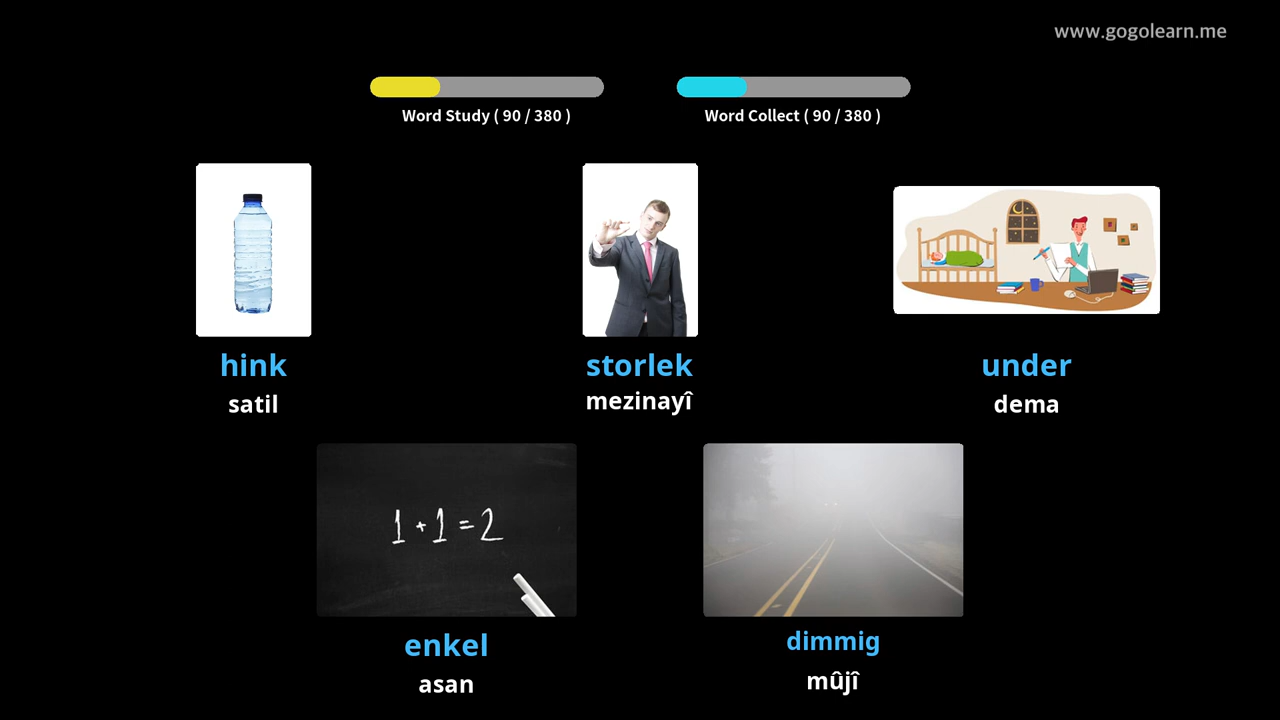 www.gogolearn.me
Word Study ( 90 / 380 )
Word Collect ( 90 / 380 )
hink
satil
storlek
mezinayî
under
dema
1 + 1 = 2
enkel
asan
dimmig
mûjî